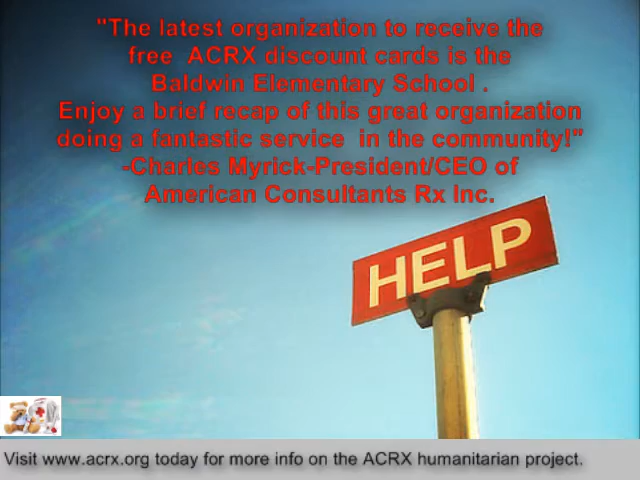 "The latest organization to receive the
free ACRX discount cards is the
Baldwin Elementary School .
Enjoy a brief recap of this great organization
doing a fantastic service in the community!"
-Charles Myrick-President/CEO of
American Consultants Rx Inc.
HELP
Visit www.acrx.org today for more info on the ACRX humanitarian project.